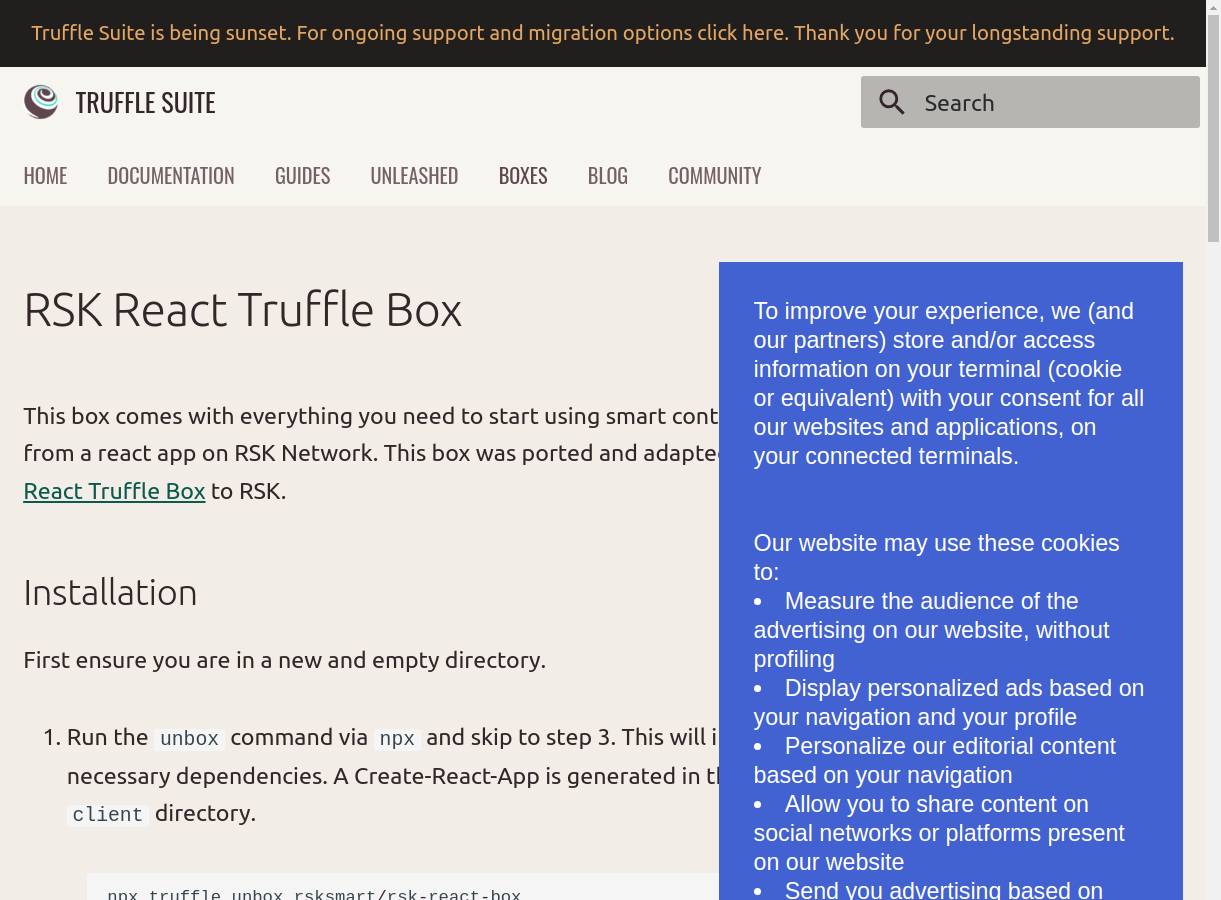 Truffle Suite is being sunset. For ongoing support and migration options click here. Thank you for your longstanding support.
TRUFFLE SUITE
Search
HOME DOCUMENTATION GUIDES UNLEASHED BOXES BLOG COMMUNITY
RSK React Truffle Box
This box comes with everything you need to start using smart cont
from a react app on RSK Network. This box was ported and adapte
React Truffle Box to RSK.
Installation
First ensure you are in a new and empty directory.
1. Run the unbox command via npx and skip to step 3. This will i
necessary dependencies. A Create-React-App is generated in t
client directory.
npx truffle unbox rsksmart/rsk-react-box
To improve your experience, we (and
our partners) store and/or access
information on your terminal (cookie
or equivalent) with your consent for all
our websites and applications, on
your connected terminals.
Our website may use these cookies
to:
• Measure the audience of the
advertising on our website, without
profiling
• Display personalized ads based on
your navigation and your profile
• Personalize our editorial content
based on your navigation
• Allow you to share content on
social networks or platforms present
on our website
• Send you advertising based on